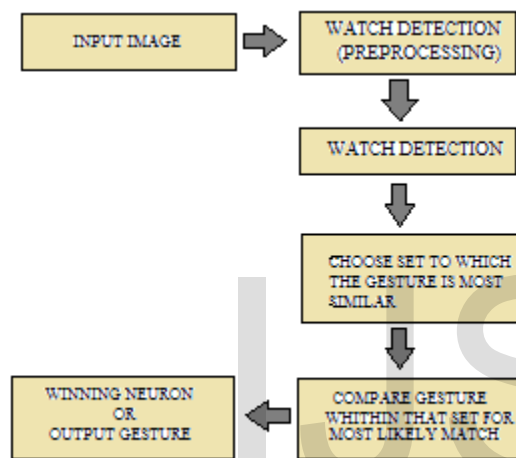 INPUT IMAGE
WATCH DETECTION
(PREPROCESSING)
WATCH DETECTION
CHOOSE SET TO WHICH
THE GESTURE IS MOST
SIMILAR
COMPARE GESTURE
WHITHIN THAT SET FOR
MOST LIKELY MATCH
WINNING NEURON
OR
OUTPUT GESTURE
IJS